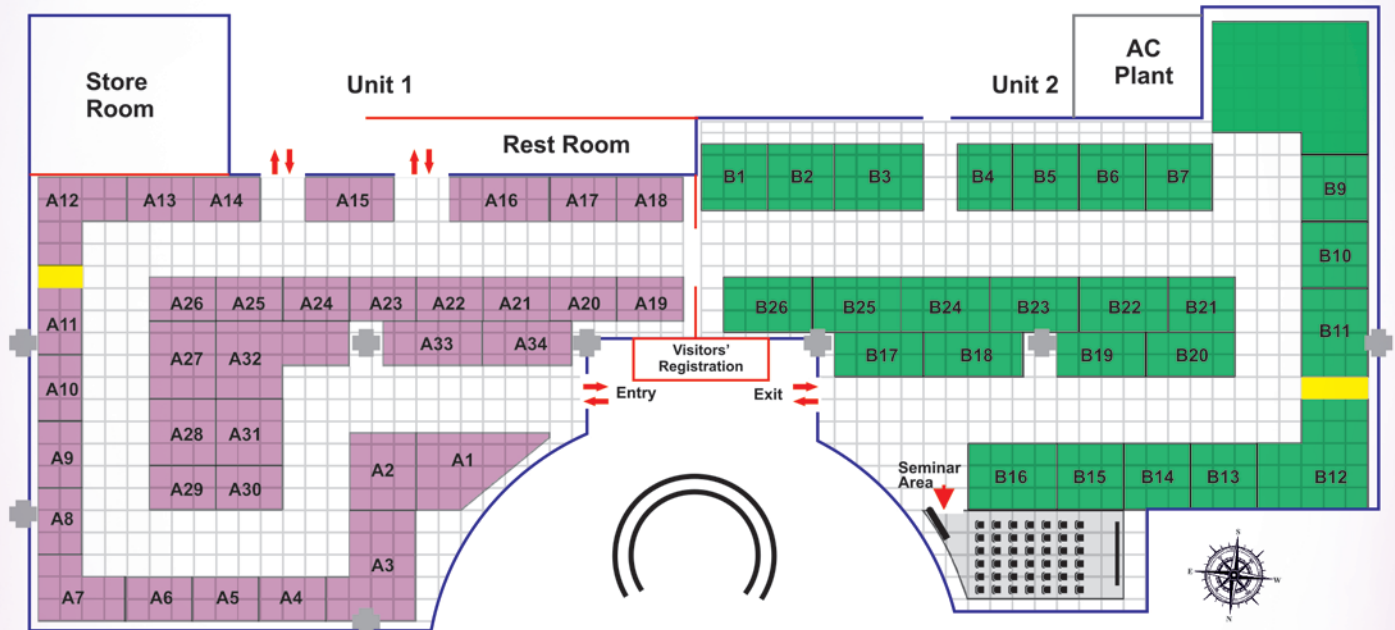 Store
Room
Unit 1
Unit 2
AC
Plant
Rest Room
A12
A13
A14
A15
A16
A17
A18
B1
B2
B3
B4
B5
B6
B7
B9
B10
A26
A25
A24
A23
A22
A21
A20
A19
B26
B25
B24
B23
B22
B21
A11
A27
A32
A33
A34
Visitors'
Registration
B17
B18
B19
B20
B11
A10
Entry
Exit
A28
A31
A9
A2
A1
A29
A30
A8
Seminar
Area
B16
B15
B14
B13
B12
A3
A7
A6
A5
A4
S
E
W
N